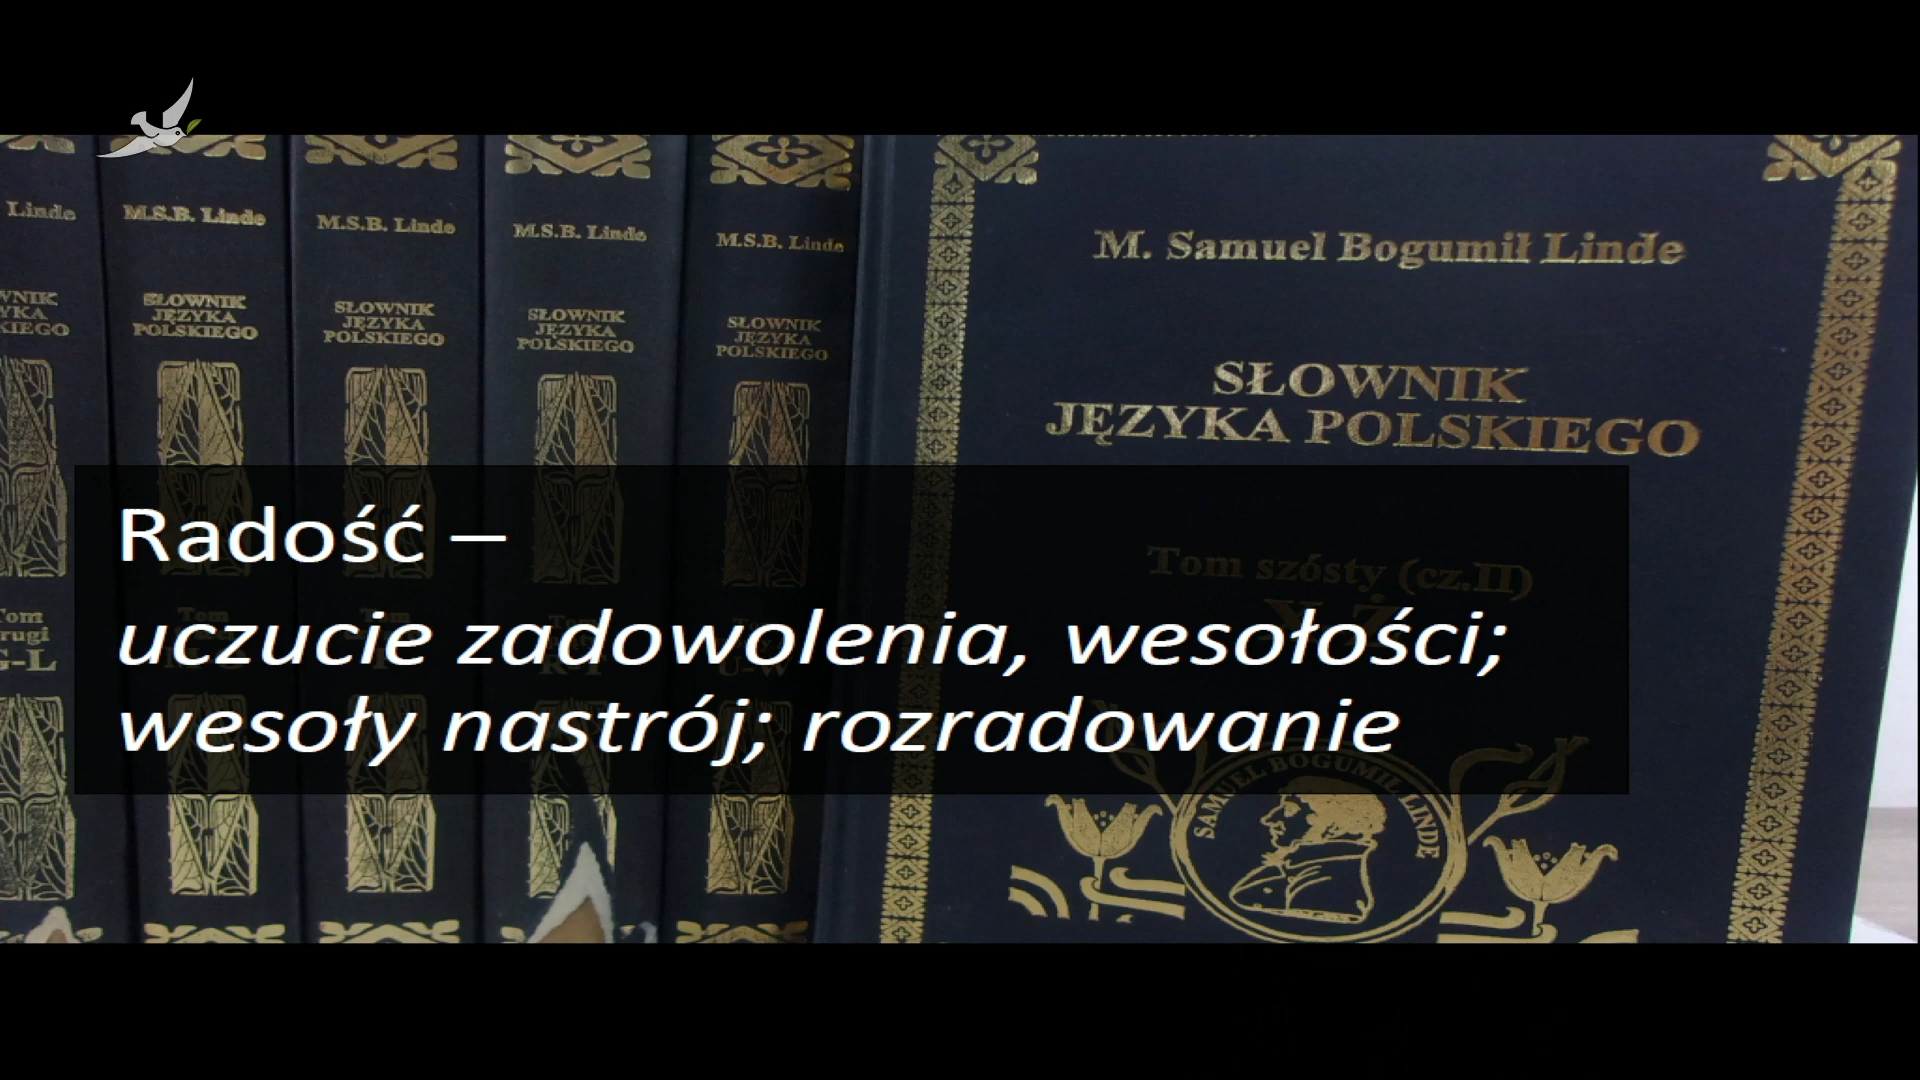 Linde
M.S.B. Linde
M.S.B. Linde
M.S.B. Linde
M.S.B. Linde
SŁOWNIK
JĘZYKA
POLSKIEGO
SŁOWNIK
JĘZYKA
POLSKIEGO
SŁOWNIK
JĘZYKA
POLSKIEGO
SŁOWNIK
JĘZYKA
POLSKIEGO
M. Samuel Bogumił Linde
SŁOWNIK
JĘZYKA POLSKIEGO
Tom szósty (cz.II)
Radość –
uczucie zadowolenia, wesołości;
wesoły nastrój; rozradowanie
Tom
G-L
U-W
SAMUEL BOGUMIŁ LINDE